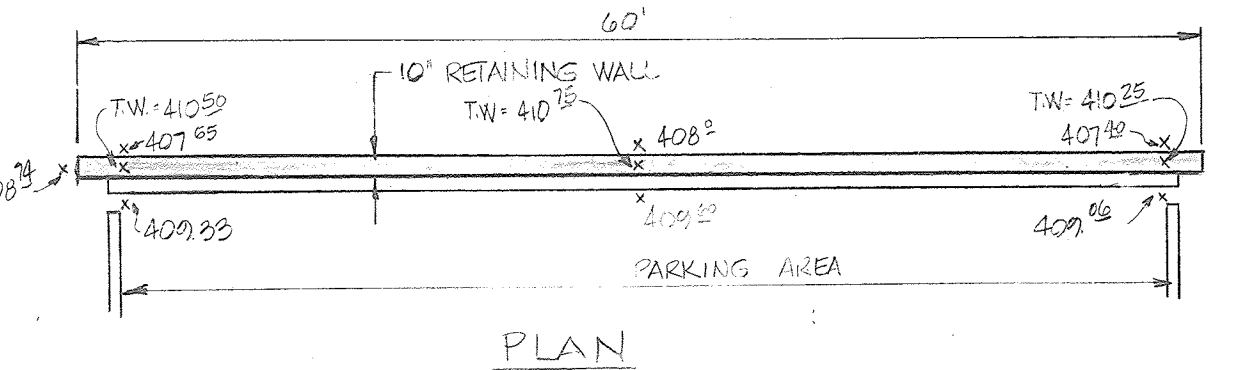 60'
10" RETAINING WALL
T.W.= 410 50
T.W= 410 75
T.W= 410 25
407 65
408 0
407 40
409.33
409 60
409. 06
PARKING AREA
PLAN